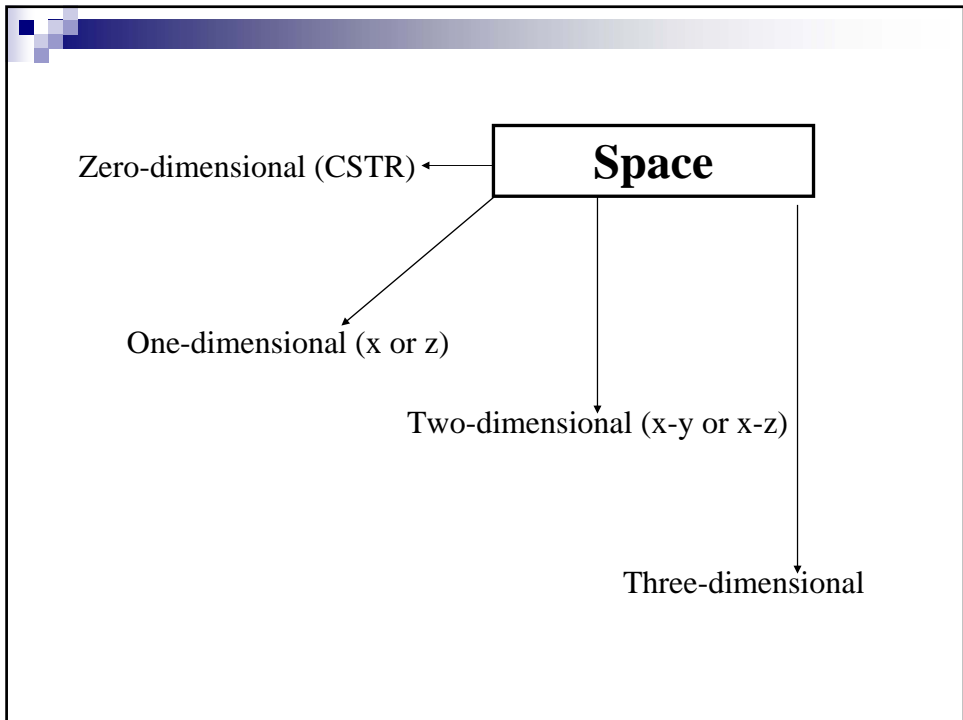 Space
Zero-dimensional (CSTR)
One-dimensional (x or z)
Two-dimensional (x-y or x-z)
Three-dimensional